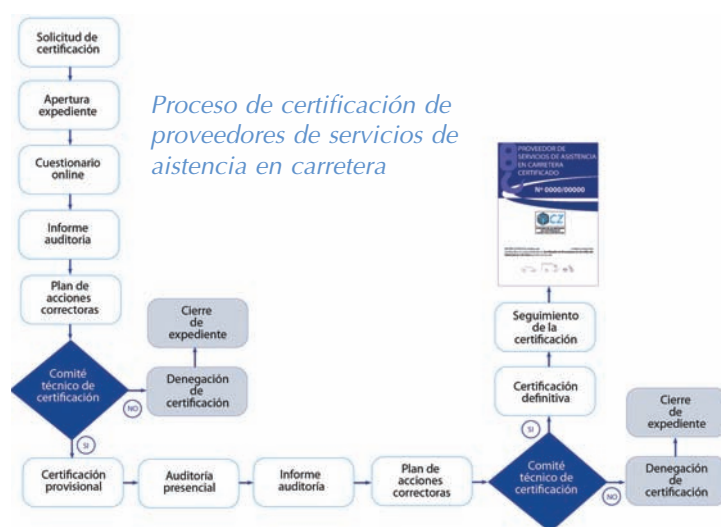 Solicitud de
certificación
Apertura
expediente
Cuestionario
online
Informe
auditoria
Plan de
acciones
correctoras
Comité
técnico de
certificación
NO
Denegación
de
certificación
Cierre
de
expediente
SI
Proceso de certificación de
proveedores de servicios de
aistencia en carretera
Certificación
provisional
Auditoría
presencial
Informe
auditoría
Plan de
acciones
correctoras
Comité
técnico de
certificación
SI
Certificación
definitiva
Seguimiento
de la
certificación
PROVEEDOR DE
SERVICIOS DE ASISTENCIA
EN CARRETERA
CERTIFICADO
Nº 0000/00000
CZ
NO
Denegación
de
certificación
Cierre
de
expediente